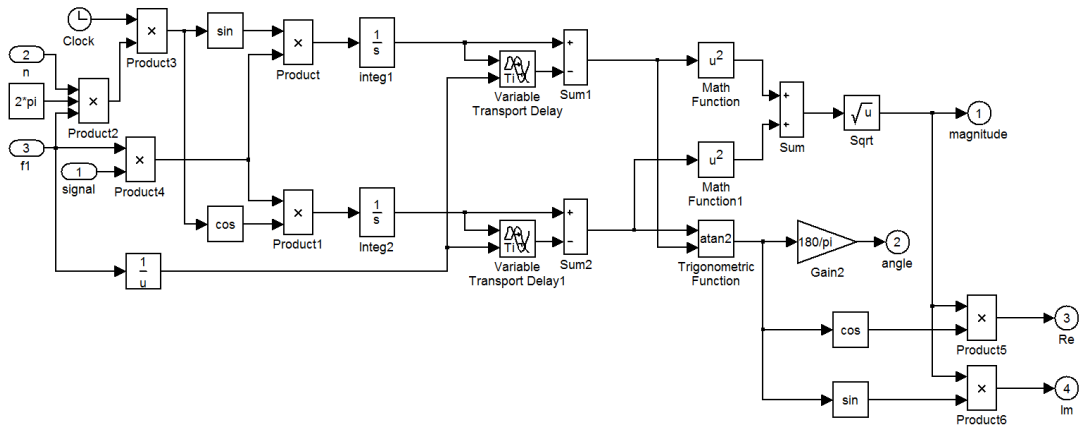 Clock
×
Product3
sin
×
Product
1
s
integ1
Ti
Variable
Transport Delay
+
−
Sum1
u2
Math
Function
+
+
Sum
√u
Sqrt
1
magnitude
2
n
2*pi
×
Product2
3
f1
1
signal
×
Product4
cos
×
Product1
1
s
Integ2
Ti
Variable
Transport Delay1
+
−
Sum2
u2
Math
Function1
atan2
Trigonometric
Function
180/pi
Gain2
2
angle
1
u
cos
×
Product5
3
Re
sin
×
Product6
4
Im